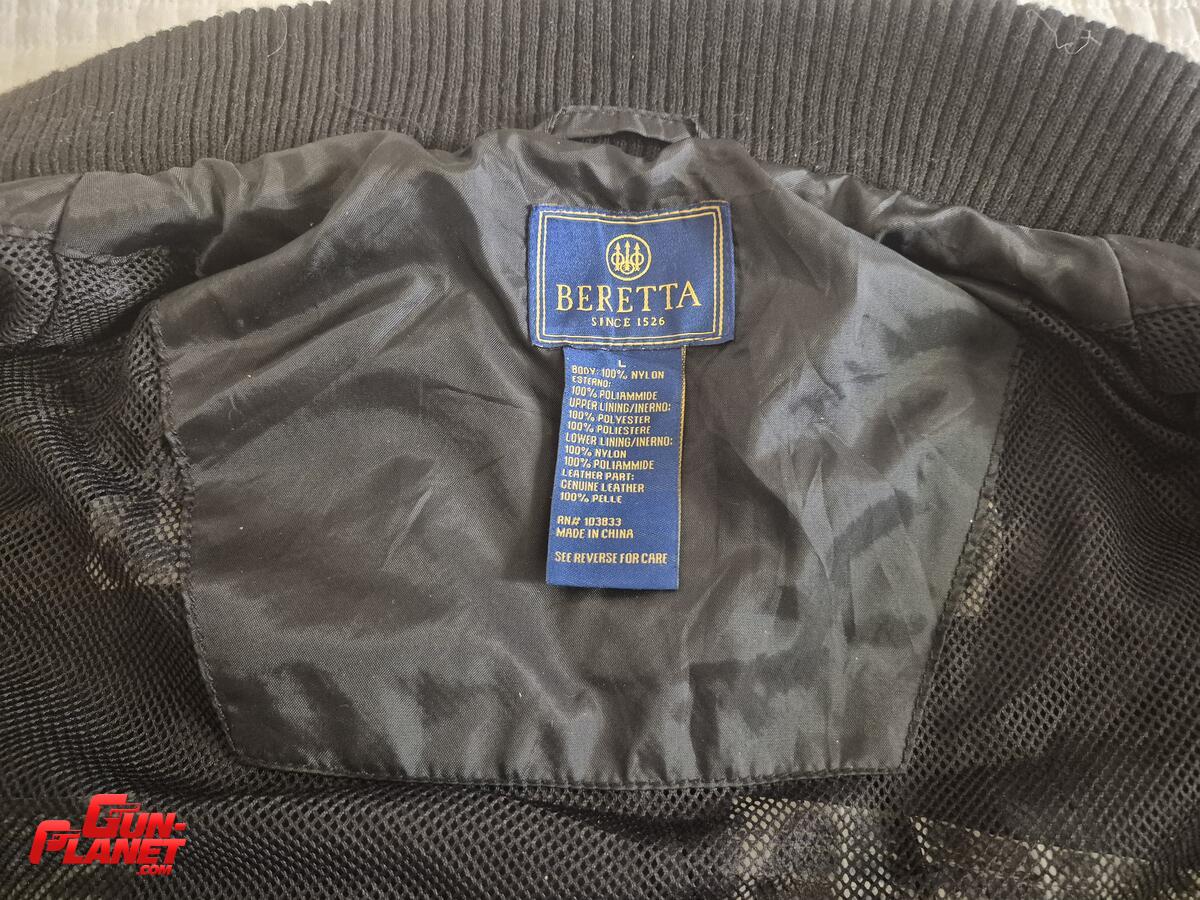 BERETTA
SINCE 1526
L
BODY: 100% NYLON
ESTERNO:
100% POLIAMMIDE
UPPER LINING/INERNO:
100% POLYESTER
100% POLIESTERE
LOWER LINING/INERNO:
100% NYLON
100% POLIAMMIDE
LEATHER PART:
GENUINE LEATHER
100% PELLE
RN# 103833
MADE IN CHINA
SEE REVERSE FOR CARE
GUN-
PLANET
.COM